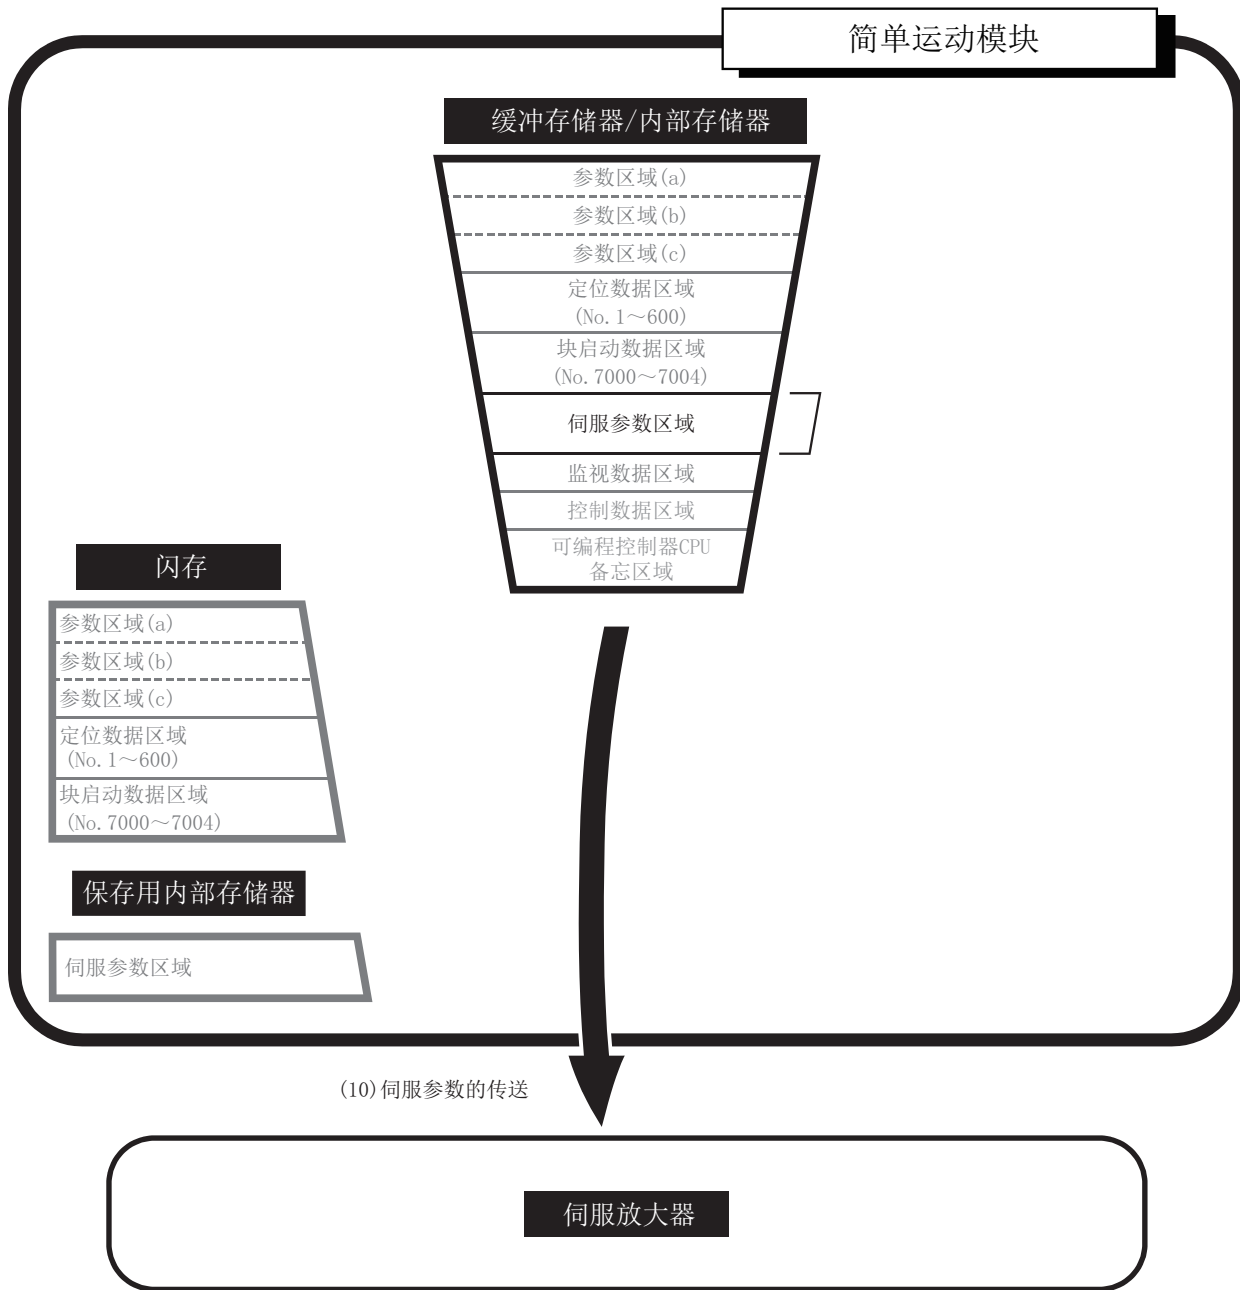 简单运动模块
缓冲存储器/内部存储器
参数区域(a)
参数区域(b)
参数区域(c)
定位数据区域
(No.1～600)
块启动数据区域
(No.7000～7004)
伺服参数区域
监视数据区域
控制数据区域
可编程控制器CPU
备忘区域
闪存
参数区域(a)
参数区域(b)
参数区域(c)
定位数据区域
(No.1～600)
块启动数据区域
(No.7000～7004)
保存用内部存储器
伺服参数区域
(10)伺服参数的传送
伺服放大器